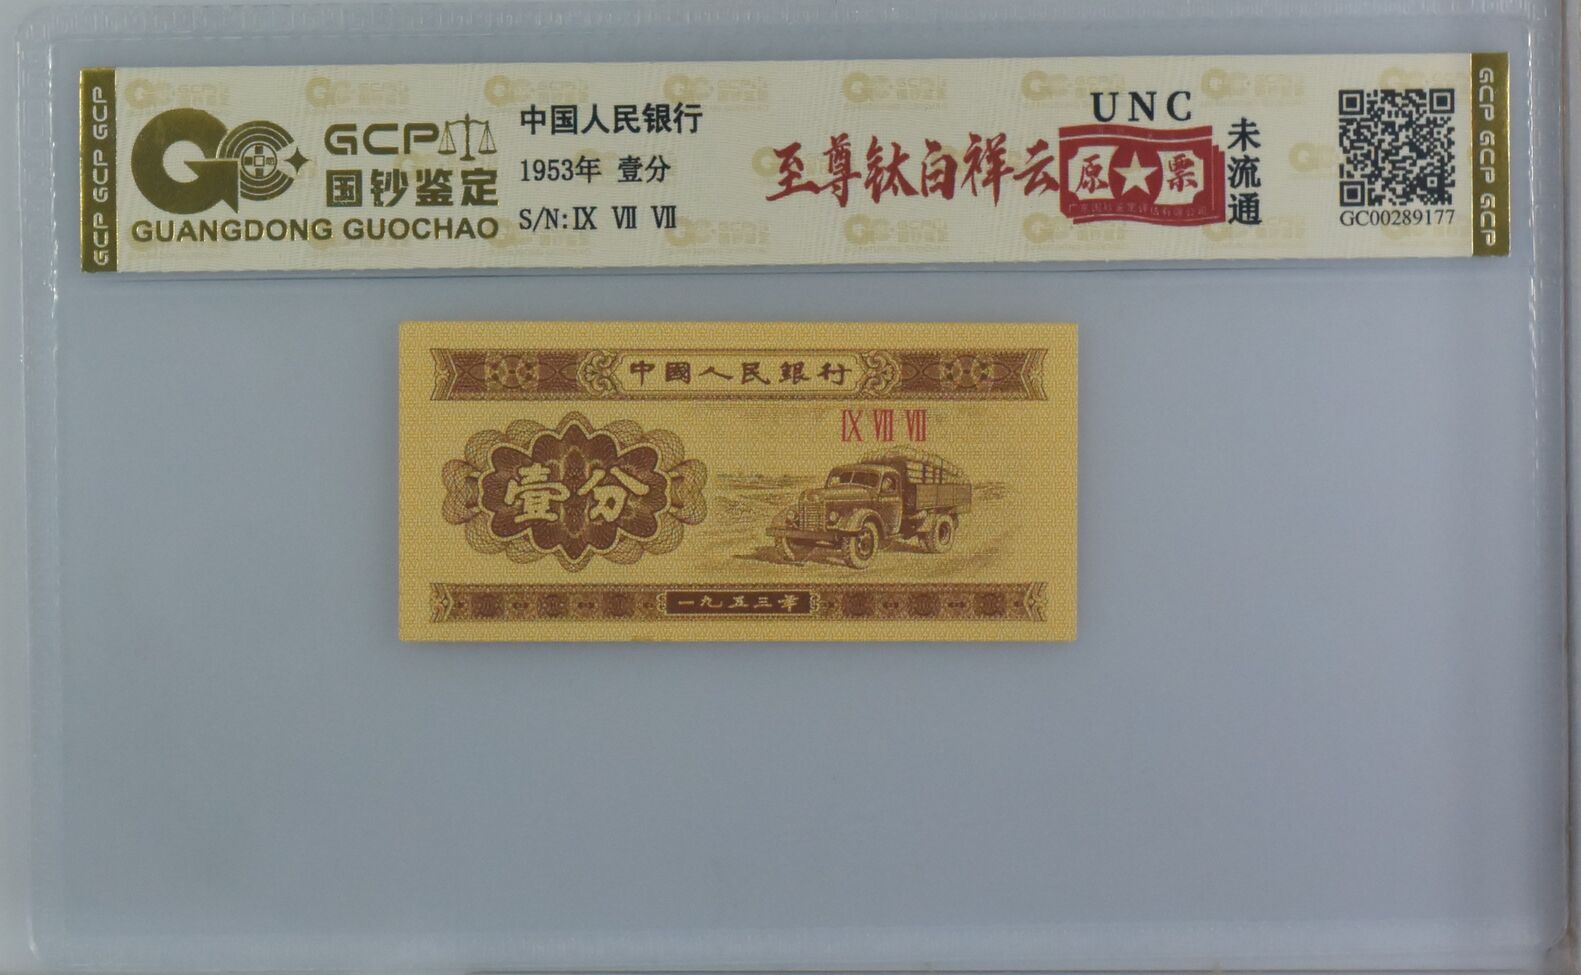 GCP GCP GCP
GCP
国钞鉴定
GUANGDONG GUOCHAO
中国人民银行
1953年 壹分
S/N:Ⅸ Ⅶ Ⅶ
至尊钛白祥云
UNC
原★票
未流通
GC00289177
GCP GCP GCP
中國人民銀行
Ⅸ Ⅶ Ⅶ
壹分
一九五三年